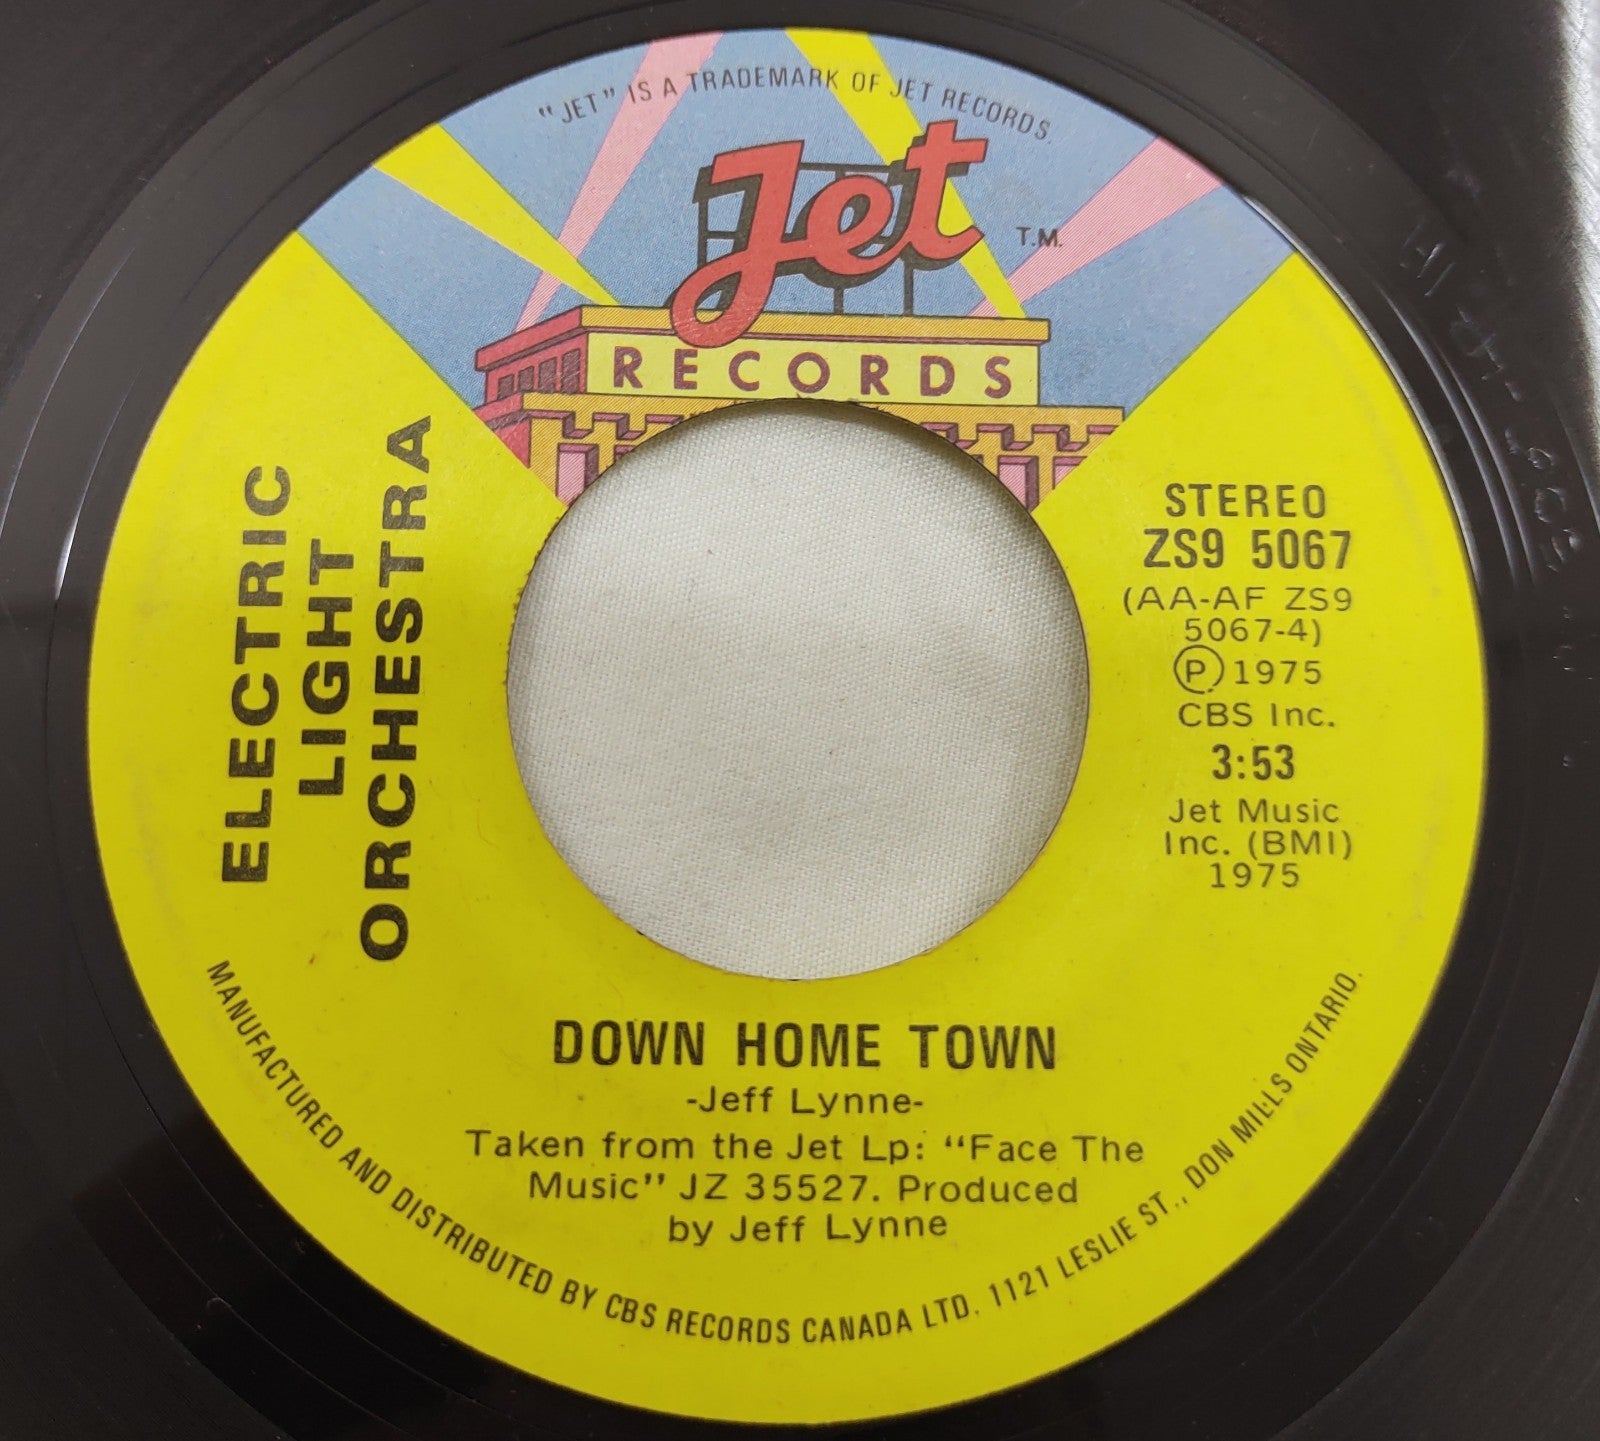 "JET" IS A TRADEMARK OF JET RECORDS
Jet
T.M.
RECORDS
ELECTRIC
LIGHT
ORCHESTRA
STEREO
ZS9 5067
(AA-AF ZS9
5067-4)
Ⓟ 1975
CBS Inc.
3:53
Jet Music
Inc. (BMI)
1975
DOWN HOME TOWN
-Jeff Lynne-
Taken from the Jet Lp: "Face The
Music" JZ 35527. Produced
by Jeff Lynne
MANUFACTURED AND DISTRIBUTED BY CBS RECORDS CANADA LTD. 1121 LESLIE ST., DON MILLS ONTARIO.